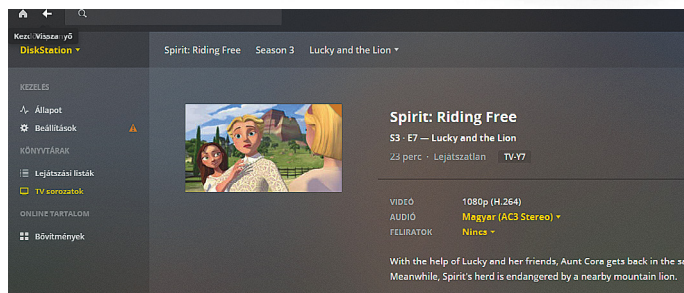 DiskStation
Spirit: Riding Free Season 3 Lucky and the Lion
KEZELÉS
Állapot
Beállítások
KÖNYVTÁRAK
Lejátszási listák
TV sorozatok
ONLINE TARTALOM
Bővítmények
Spirit: Riding Free
S3 · E7 — Lucky and the Lion
23 perc · Lejátszatlan TV-Y7
VIDEÓ 1080p (H.264)
AUDIÓ Magyar (AC3 Stereo)
FELIRATOK Nincs
With the help of Lucky and her friends, Aunt Cora gets back in the
Meanwhile, Spirit's herd is endangered by a nearby mountain lion.